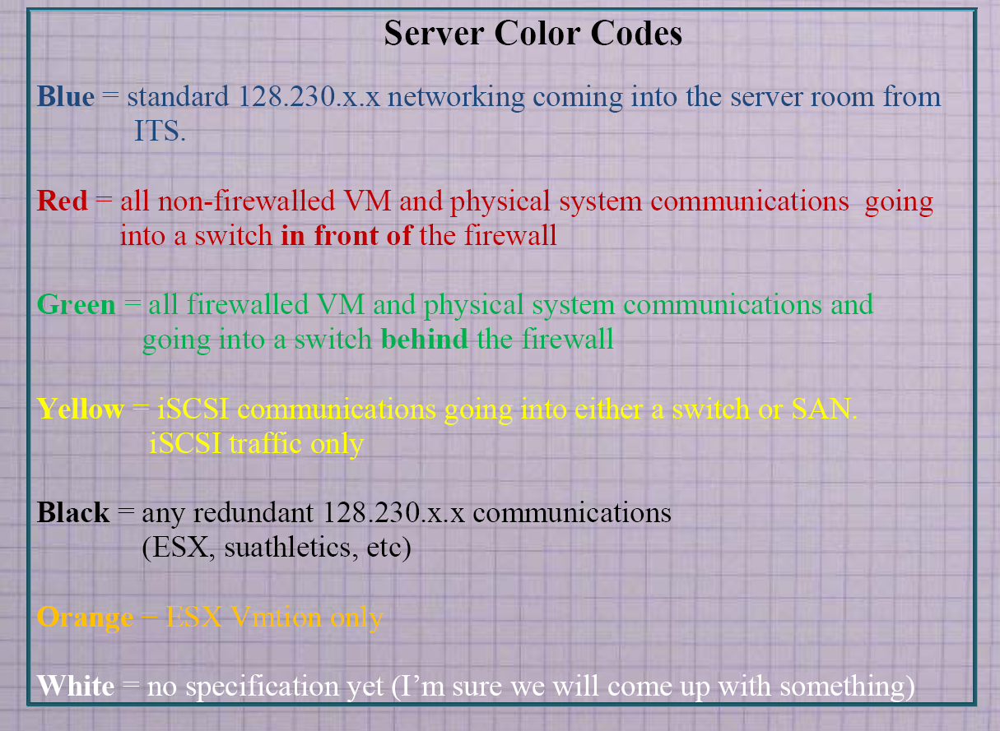 Server Color Codes
Blue = standard 128.230.x.x networking coming into the server room from
ITS.
Red = all non-firewalled VM and physical system communications  going
into a switch in front of the firewall
Green = all firewalled VM and physical system communications and
going into a switch behind the firewall
Yellow = iSCSI communications going into either a switch or SAN.
iSCSI traffic only
Black = any redundant 128.230.x.x communications
(ESX, suathletics, etc)
Orange = ESX Vmtion only
White = no specification yet (I’m sure we will come up with something)